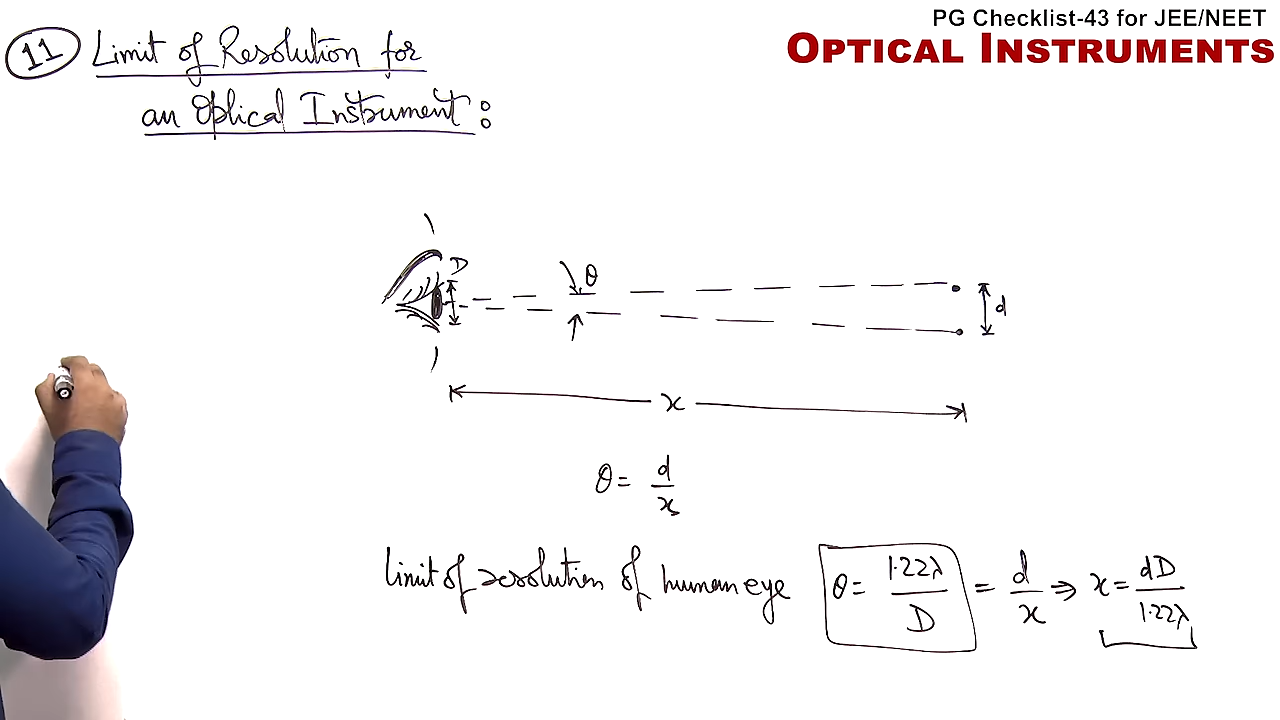 PG Checklist-43 for JEE/NEET
OPTICAL INSTRUMENTS
11 Limit of Resolution for
an Optical Instrument :
D
θ
d
x
θ = d/x
limit of resolution of human eye θ = 1.22λ/D = d/x ⇒ x = dD/1.22λ